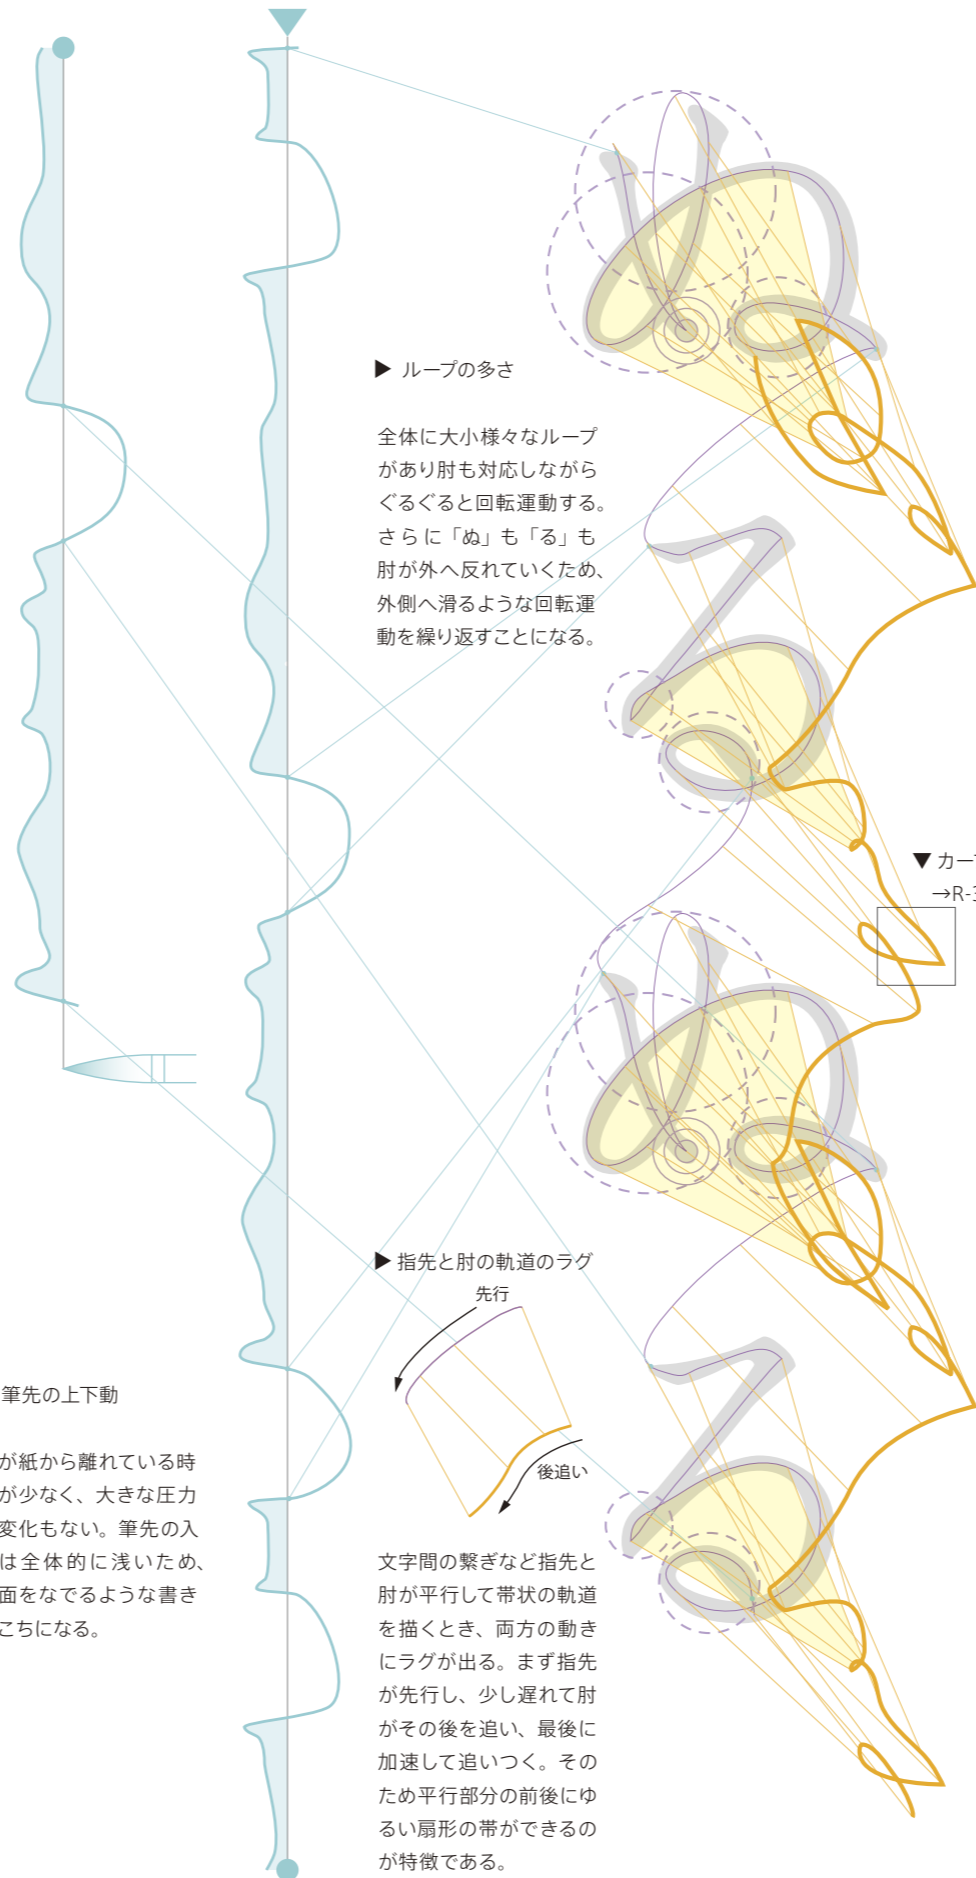 ▶ ループの多さ
全体に大小様々なループ
があり肘も対応しながら
ぐるぐると回転運動する。
さらに「ぬ」も「る」も
肘が外へ反れていくため、
外側へ滑るような回転運
動を繰り返すことになる。
▼ カー
→R-3
▶ 指先と肘の軌道のラグ
先行
後追い
文字間の繋ぎなど指先と
肘が平行して帯状の軌道
を描くとき、両方の動き
にラグが出る。まず指先
が先行し、少し遅れて肘
がその後を追い、最後に
加速して追いつく。その
ため平行部分の前後にゆ
るい扇形の帯ができるの
が特徴である。
筆先の上下動
が紙から離れている時
が少なく、大きな圧力
変化もない。筆先の入
は全体的に浅いため、
面をなでるような書き
こちになる。
ぬ
る
ぬ
る